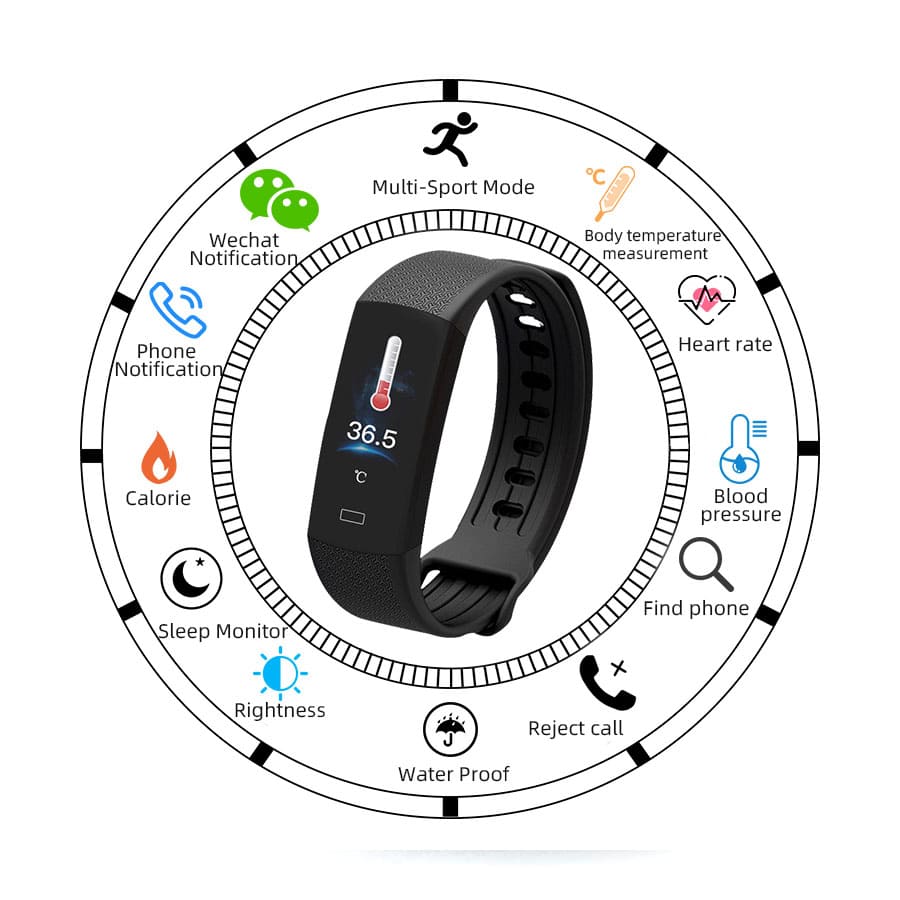 Multi-Sport Mode
℃
Body temperature
measurement
Wechat
Notification
Heart rate
Phone
Notification
36.5
℃
Calorie
Blood
pressure
Find phone
Sleep Monitor
Rightness
Reject call
Water Proof